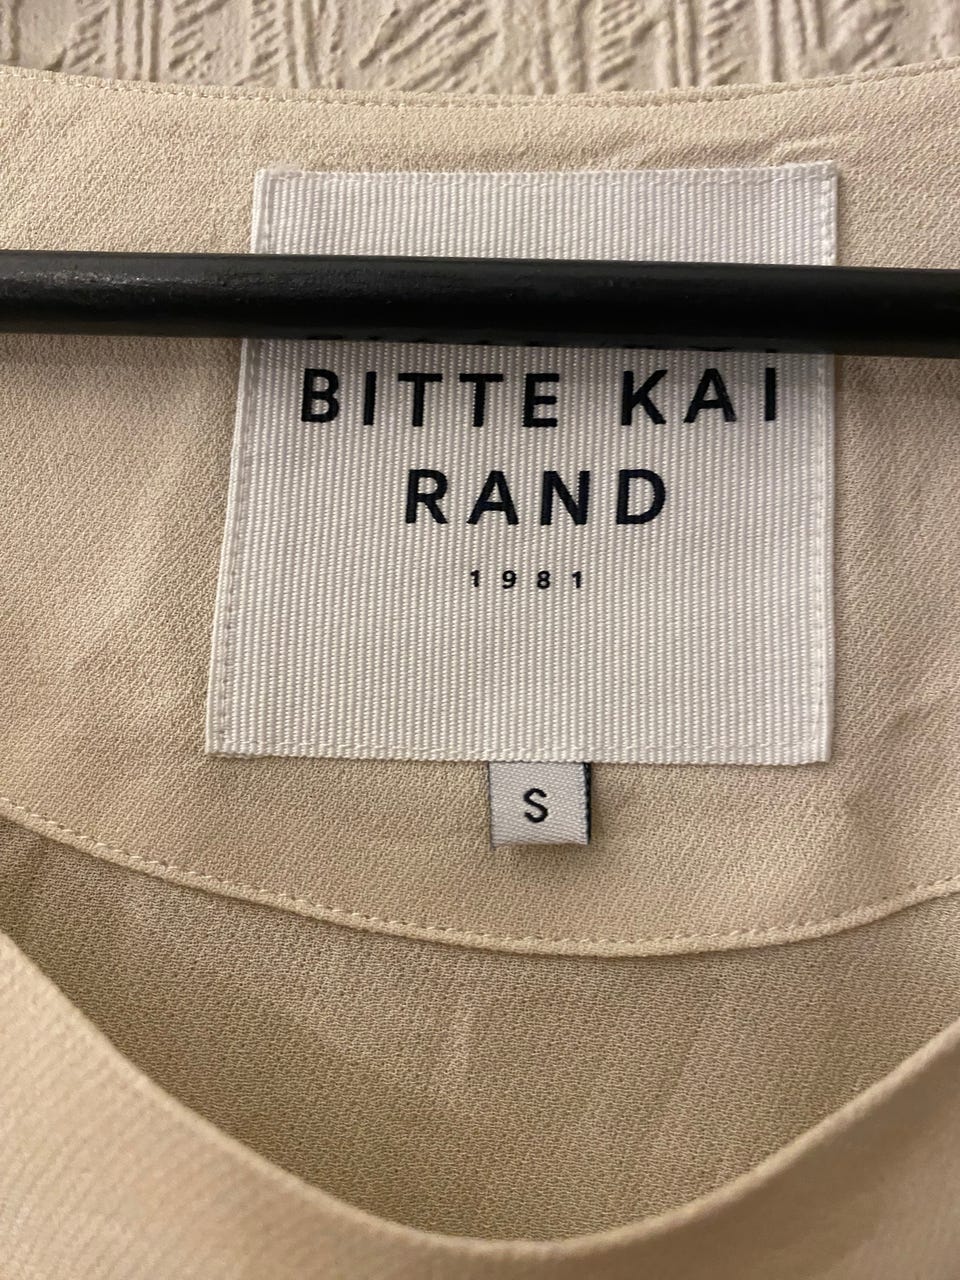 BITTE KAI
RAND
1981
S